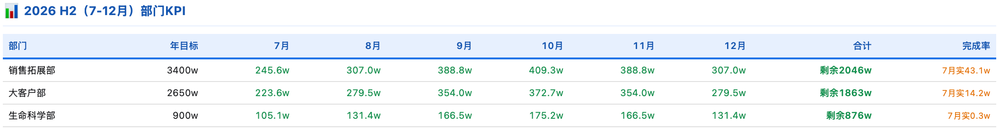 📊 2026 H2（7-12月）部门KPI
部门 年目标 7月 8月 9月 10月 11月 12月 合计 完成率
销售拓展部 3400w 245.6w 307.0w 388.8w 409.3w 388.8w 307.0w 剩余2046w 7月实43.1w
大客户部 2650w 223.6w 279.5w 354.0w 372.7w 354.0w 279.5w 剩余1863w 7月实14.2w
生命科学部 900w 105.1w 131.4w 166.5w 175.2w 166.5w 131.4w 剩余876w 7月实0.3w